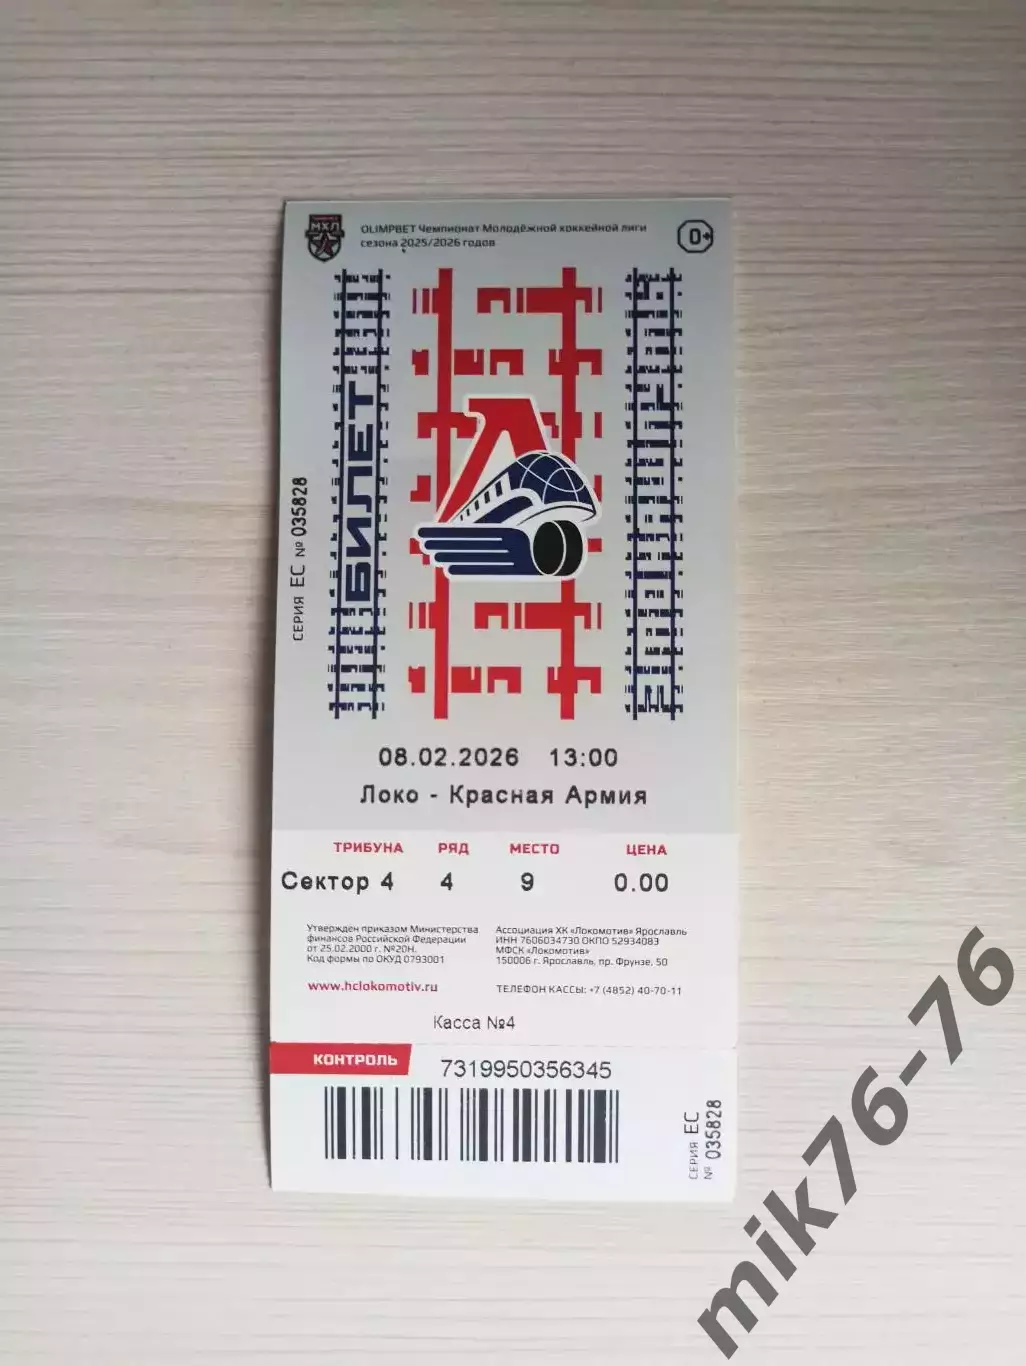 МХЛ
OLIMPBET Чемпионат Молодёжной хоккейной лиги
сезона 2025/2026 годов
0+
БИЛЕТ
СЕРИЯ ЕС № 035828
08.02.2026 13:00
Локо - Красная Армия
ТРИБУНА РЯД МЕСТО ЦЕНА
Сектор 4 4 9 0.00
Утвержден приказом Министерства
финансов Российской Федерации
от 25.02.2000 г. №20Н.
Код формы по ОКУД 0793001
www.hclokomotiv.ru
Ассоциация ХК «Локомотив» Ярославль
ИНН 7606034730 ОКПО 52934083
МФСК «Локомотив»
150006 г. Ярославль, пр. Фрунзе, 50
ТЕЛЕФОН КАССЫ: +7 (4852) 40-70-11
Касса №4
КОНТРОЛЬ
7319950356345
СЕРИЯ ЕС
№ 035828
mik76-76